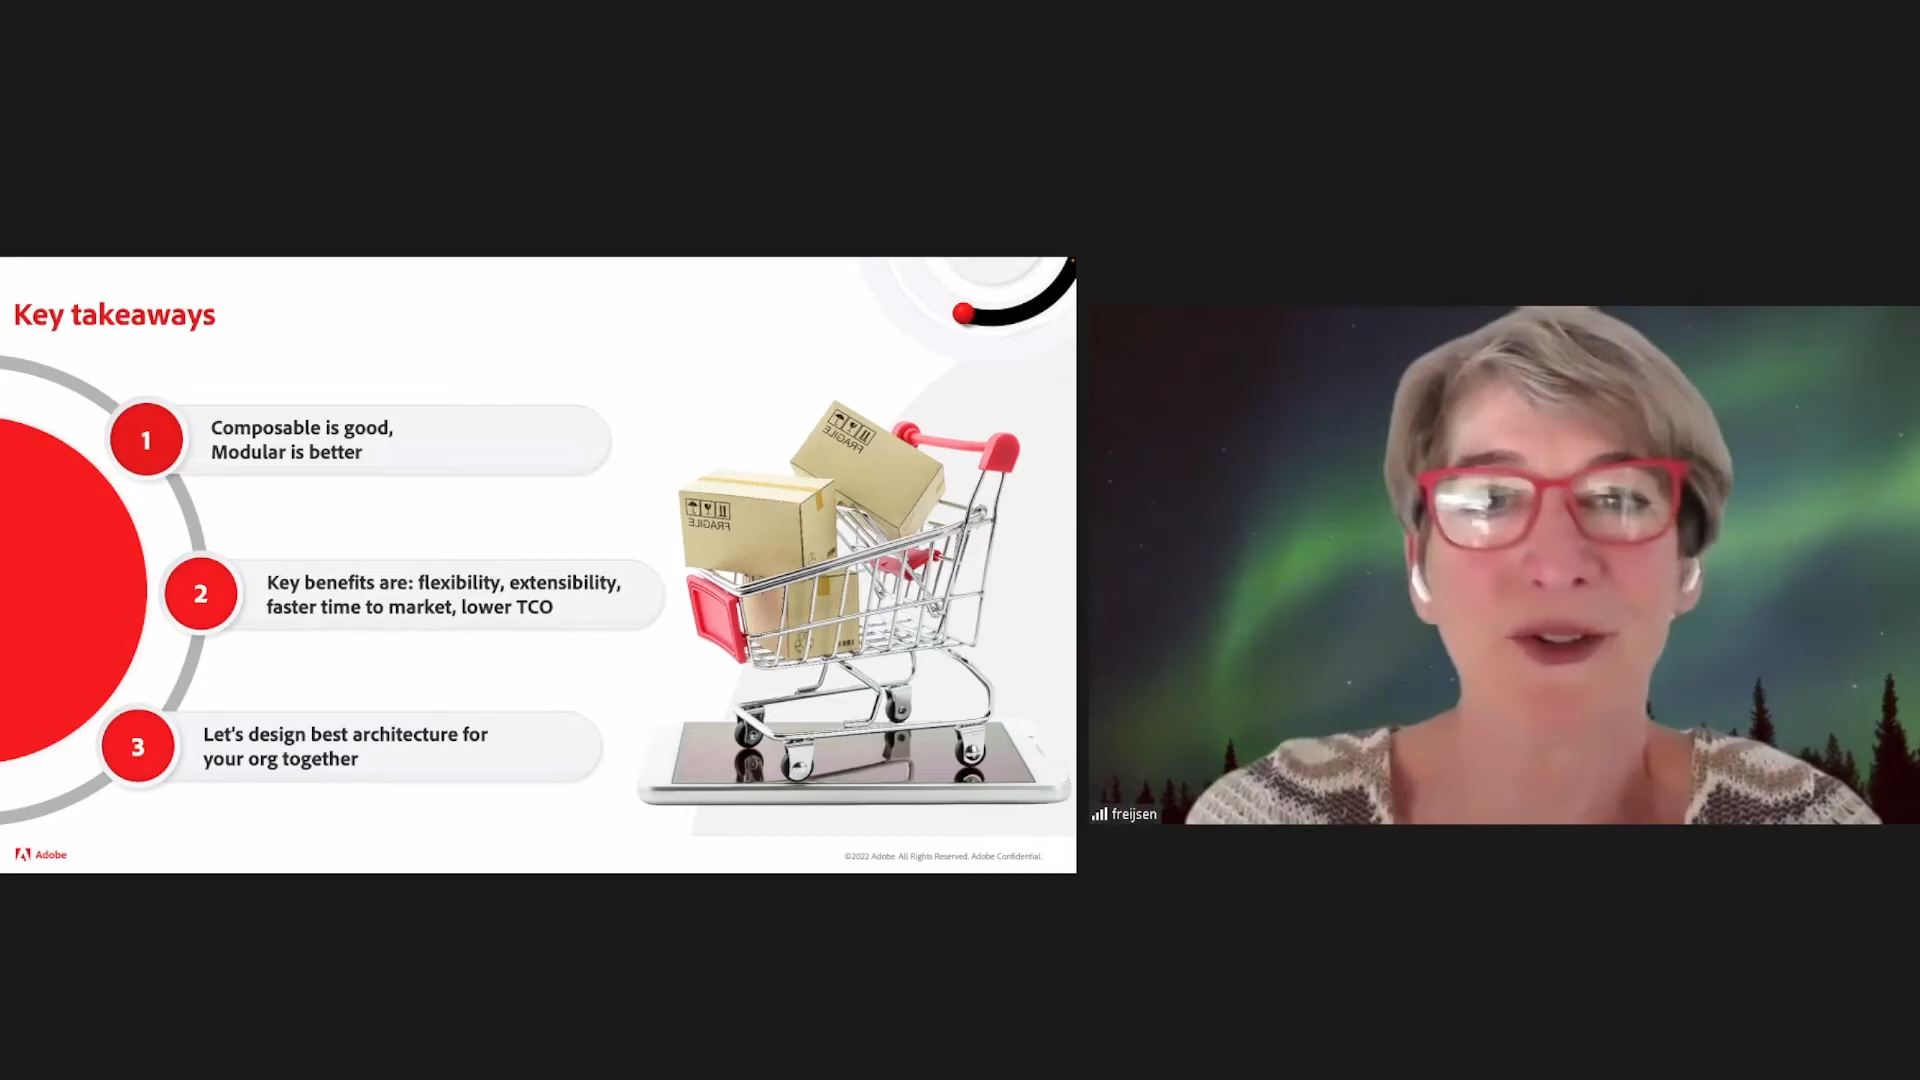 Key takeaways
1
Composable is good,
Modular is better
2
Key benefits are: flexibility, extensibility,
faster time to market, lower TCO
3
Let's design best architecture for
your org together
FRAGILE
FRAGILE
Adobe
©2022 Adobe. All Rights Reserved. Adobe Confidential.
freijsen